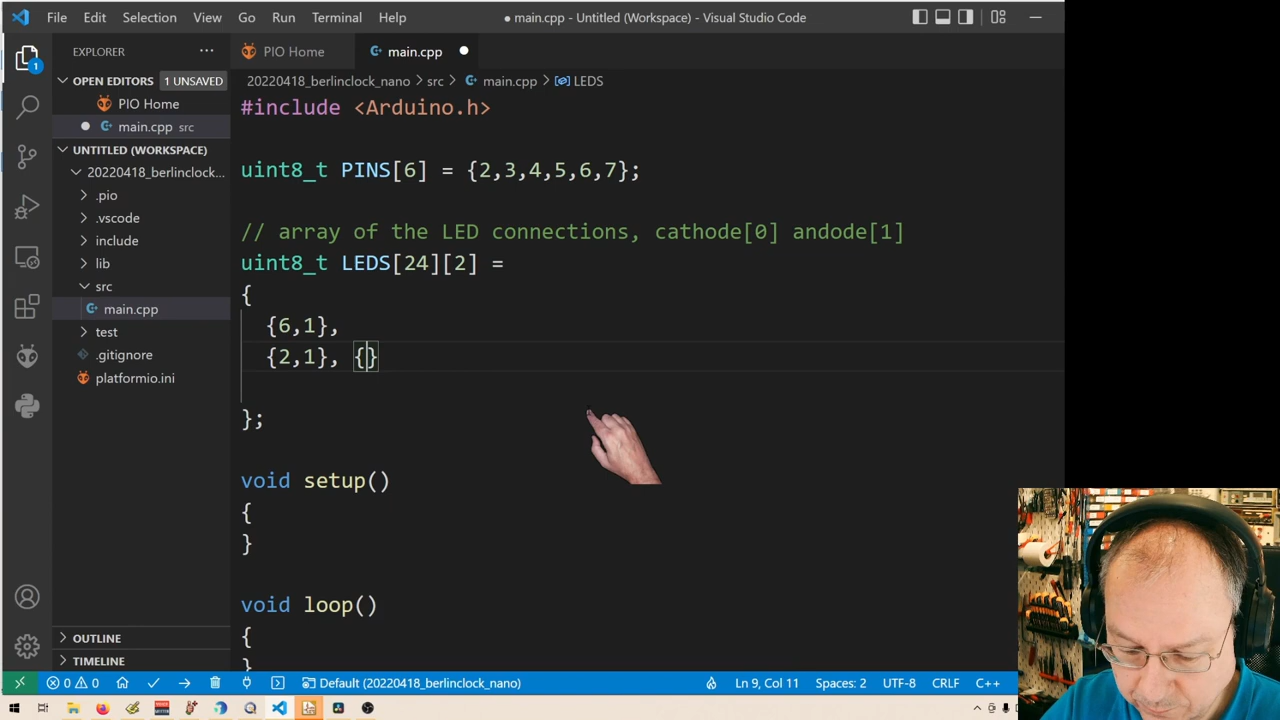 File Edit Selection View Go Run Terminal Help ● main.cpp - Untitled (Workspace) - Visual Studio Code
EXPLORER ···
PIO Home main.cpp ●
1
OPEN EDITORS 1 UNSAVED
PIO Home
● main.cpp src
UNTITLED (WORKSPACE)
20220418_berlinclock...
.pio
.vscode
include
lib
src
main.cpp
test
.gitignore
platformio.ini
OUTLINE
TIMELINE
20220418_berlinclock_nano > src > main.cpp > LEDS
#include <Arduino.h>
uint8_t PINS[6] = {2,3,4,5,6,7};
// array of the LED connections, cathode[0] andode[1]
uint8_t LEDS[24][2] =
{
{6,1},
{2,1}, {}
};
void setup()
{
}
void loop()
{
}
0 0 Default (20220418_berlinclock_nano) Ln 9, Col 11 Spaces: 2 UTF-8 CRLF C++